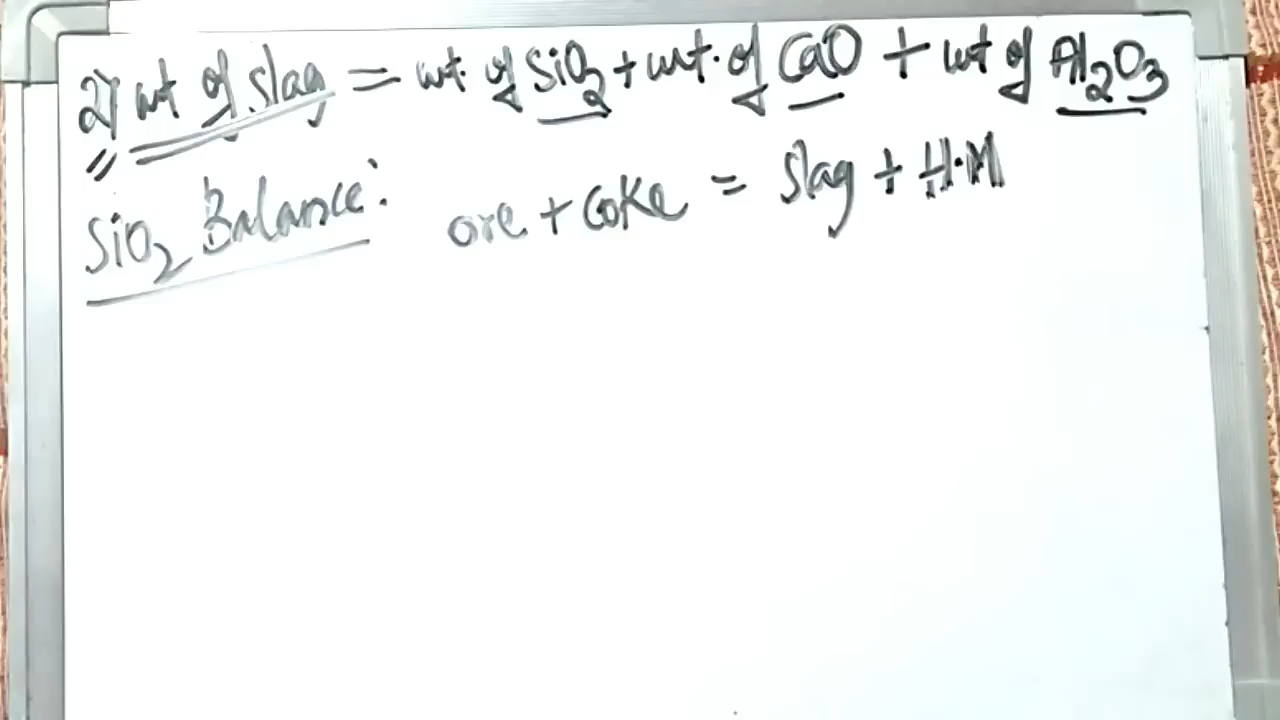 2) wt of slag = wt. of SiO₂ + wt. of CaO + wt of Al₂O₃
SiO₂ Balance: ore + Coke = Slag + H.M